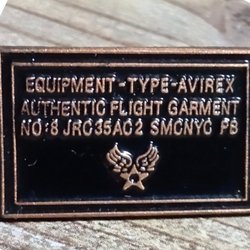 EQUIPMENT-TYPE-AVIREX
AUTHENTIC FLIGHT GARMENT
NO:8 JRC35AC2 SMCNYC PB